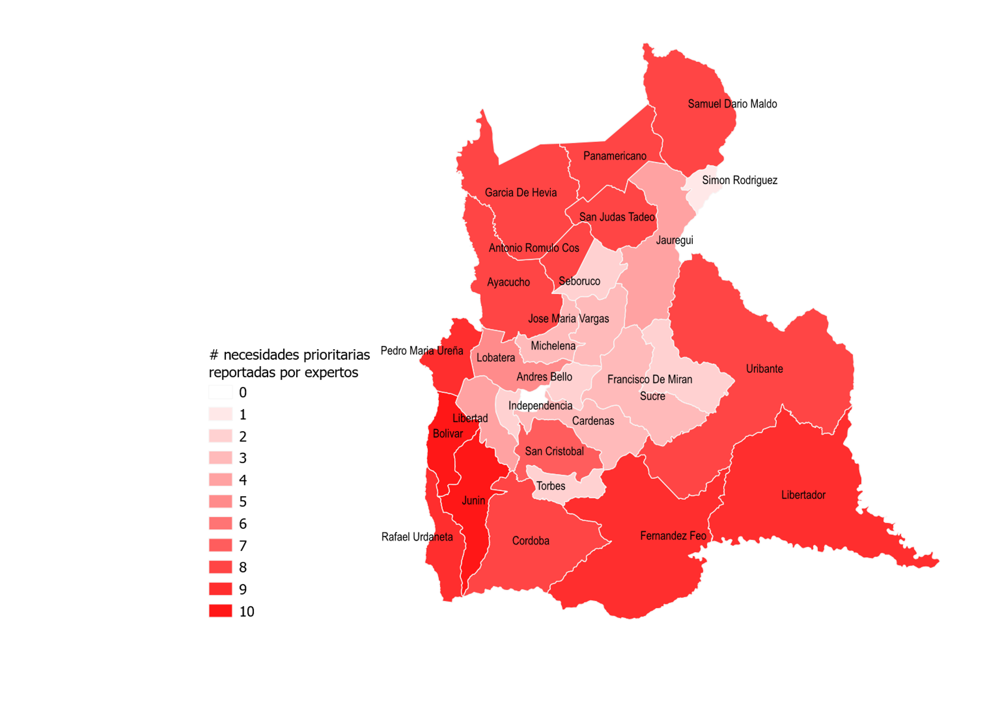 Samuel Dario Maldo
Panamericano
Simon Rodriguez
Garcia De Hevia
San Judas Tadeo
Jauregui
Antonio Romulo Cos
Seboruco
Ayacucho
Jose Maria Vargas
Michelena
Pedro Maria Ureña
Lobatera
Uribante
Andres Bello
Francisco De Miran
Sucre
Independencia
Libertad
Cardenas
Bolivar
San Cristobal
Torbes
Libertador
Junin
Rafael Urdaneta
Cordoba
Fernandez Feo
# necesidades prioritarias
reportadas por expertos
0
1
2
3
4
5
6
7
8
9
10